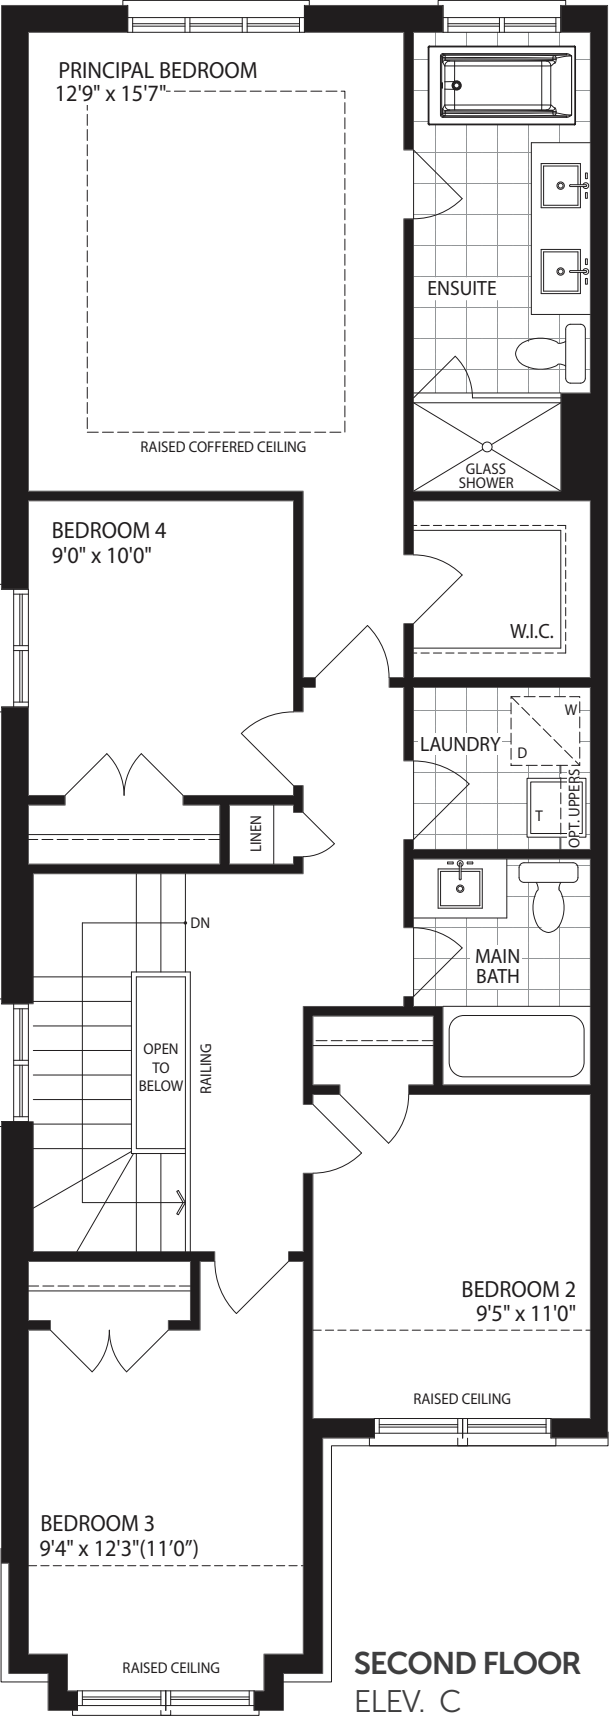 PRINCIPAL BEDROOM
12'9" x 15'7"
RAISED COFFERED CEILING
ENSUITE
GLASS
SHOWER
BEDROOM 4
9'0" x 10'0"
W.I.C.
LAUNDRY
W
D
T
OPT. UPPERS
LINEN
DN
MAIN
BATH
OPEN
TO
BELOW
RAILING
BEDROOM 2
9'5" x 11'0"
RAISED CEILING
BEDROOM 3
9'4" x 12'3"(11'0")
RAISED CEILING
SECOND FLOOR
ELEV. C